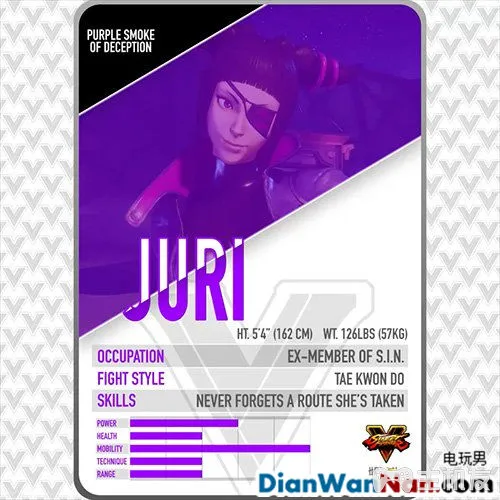 PURPLE SMOKE
OF DECEPTION
JURI
HT. 5'4" (162 CM) WT. 126LBS (57KG)
OCCUPATION EX-MEMBER OF S.I.N.
FIGHT STYLE TAE KWON DO
SKILLS NEVER FORGETS A ROUTE SHE'S TAKEN
POWER
HEALTH
MOBILITY
TECHNIQUE
RANGE
STREET FIGHTER
V
电玩男
DianWanNan.com